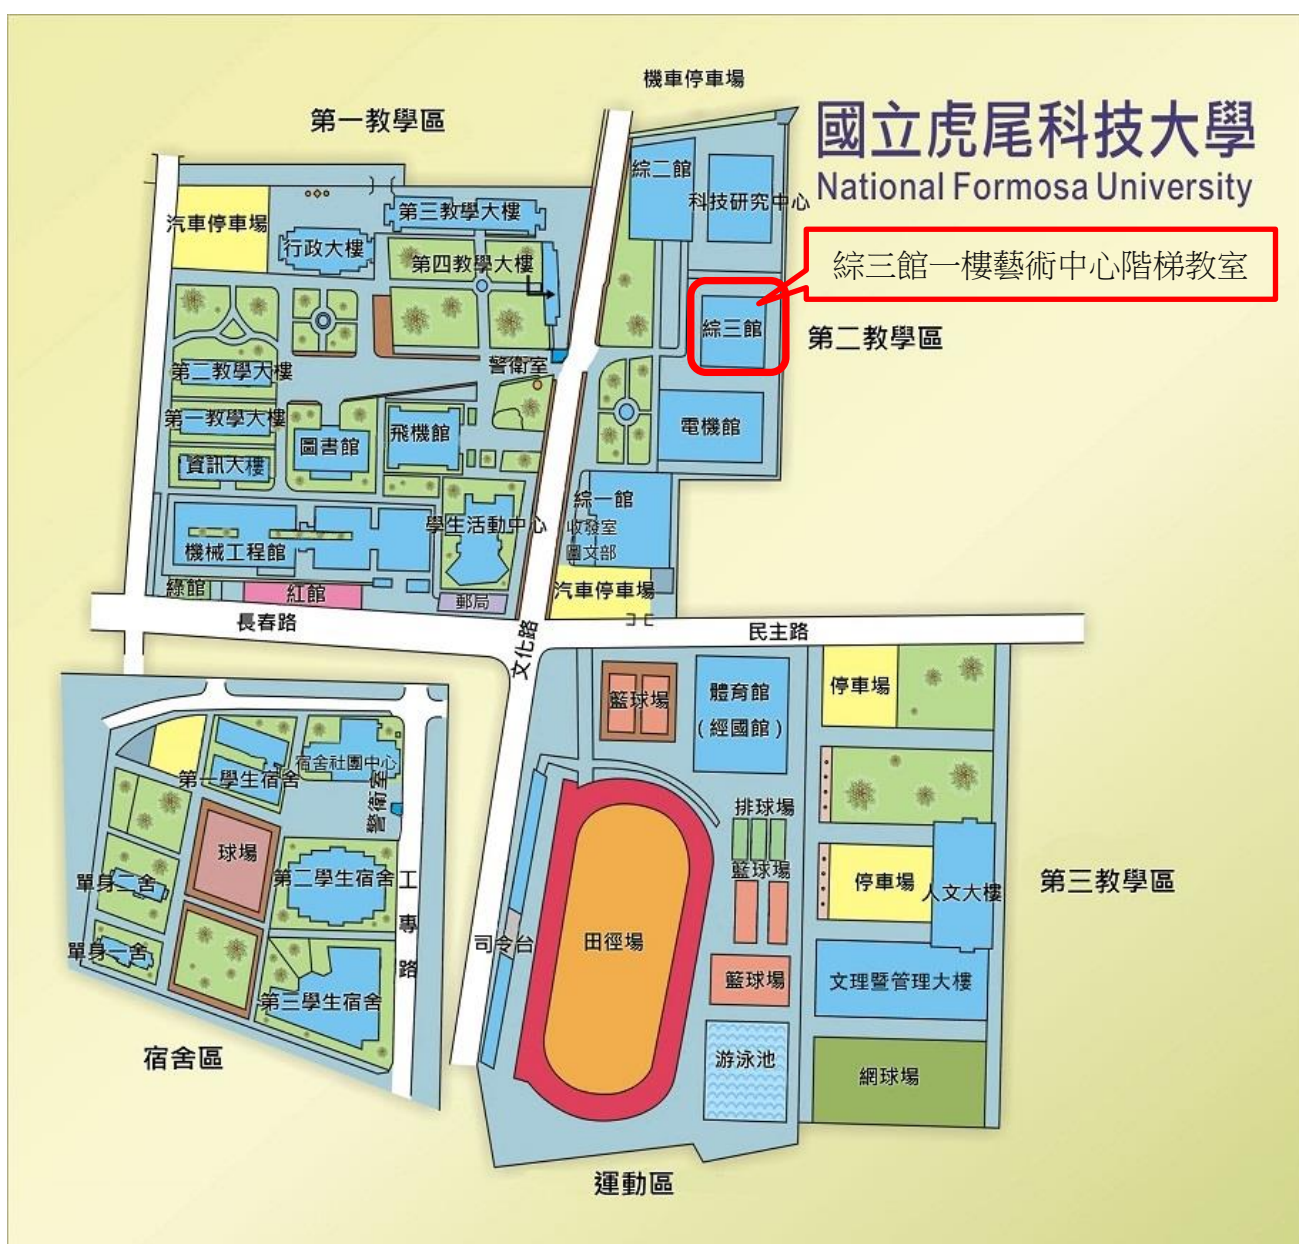 機車停車場
第一教學區
國立虎尾科技大學
National Formosa University
綜二館
科技研究中心
汽車停車場
第三教學大樓
行政大樓
第四教學大樓
綜三館一樓藝術中心階梯教室
綜三館
第二教學區
警衛室
第二教學大樓
第一教學大樓
圖書館
飛機館
電機館
資訊大樓
綜一館
收發室
圖文部
學生活動中心
機械工程館
綠館
紅館
郵局
汽車停車場
長春路
文化路
民主路
籃球場
體育館
(經國館)
停車場
第一學生宿舍
宿舍社團中心
警衛室
排球場
籃球場
球場
單身二舍
第二學生宿舍
工專路
停車場
人文大樓
第三教學區
單身一舍
司令台
田徑場
籃球場
文理暨管理大樓
第三學生宿舍
宿舍區
游泳池
網球場
運動區